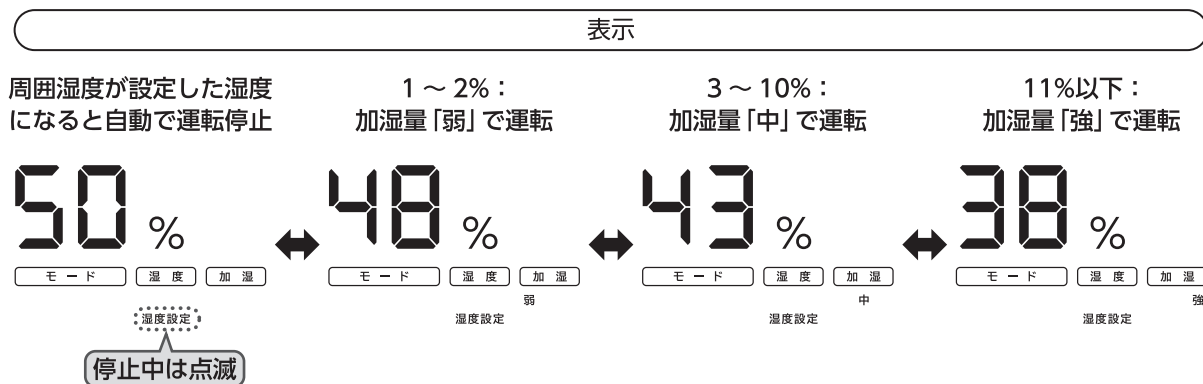 表示
周囲湿度が設定した湿度
になると自動で運転停止
1～2%：
加湿量「弱」で運転
3～10%：
加湿量「中」で運転
11%以下：
加湿量「強」で運転
50 %
48 %
43 %
38 %
モード 湿度 加湿
モード 湿度 加湿
モード 湿度 加湿
モード 湿度 加湿
弱
中
強
湿度設定
湿度設定
湿度設定
湿度設定
停止中は点滅